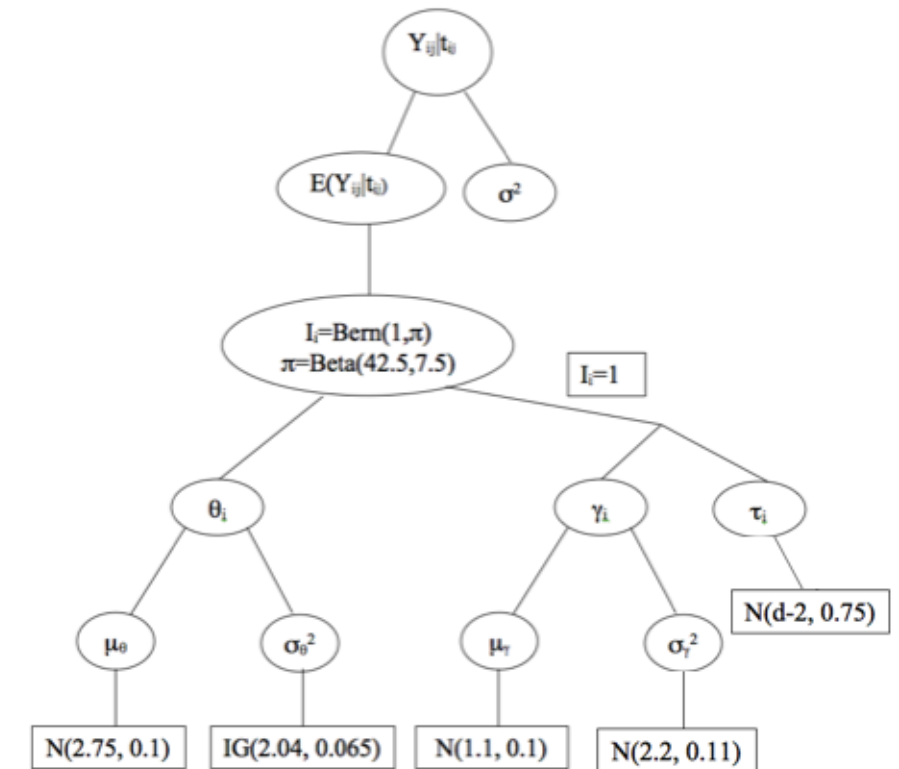 Yᵢⱼ|tᵢⱼ
E(Yᵢⱼ|tᵢⱼ)
σ²
Iᵢ=Bern(1,π)
π=Beta(42.5,7.5)
Iᵢ=1
θᵢ
γᵢ
τᵢ
N(d-2, 0.75)
μθ
σθ²
μᵧ
σᵧ²
N(2.75, 0.1)
IG(2.04, 0.065)
N(1.1, 0.1)
N(2.2, 0.11)